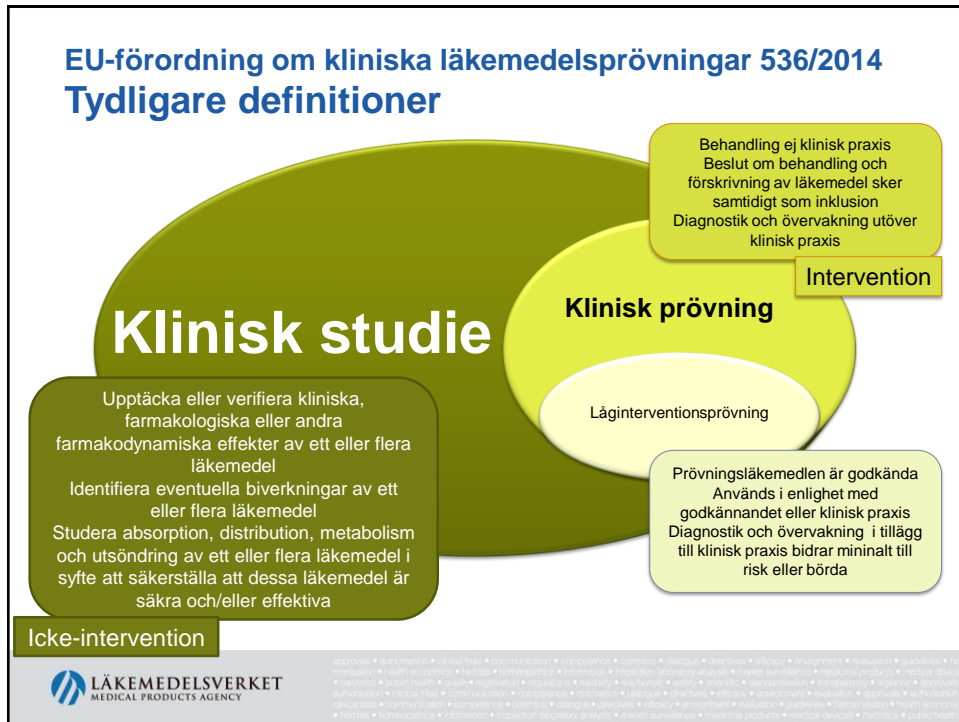 EU-förordning om kliniska läkemedelsprövningar 536/2014
Tydligare definitioner
Behandling ej klinisk praxis
Beslut om behandling och
förskrivning av läkemedel sker
samtidigt som inklusion
Diagnostik och övervakning utöver
klinisk praxis
Intervention
Klinisk prövning
Klinisk studie
Låginterventionsprövning
Upptäcka eller verifiera kliniska,
farmakologiska eller andra
farmakodynamiska effekter av ett eller flera
läkemedel
Identifiera eventuella biverkningar av ett
eller flera läkemedel
Studera absorption, distribution, metabolism
och utsöndring av ett eller flera läkemedel i
syfte att säkerställa att dessa läkemedel är
säkra och/eller effektiva
Icke-intervention
Prövningsläkemedlen är godkända
Används i enlighet med
godkännandet eller klinisk praxis
Diagnostik och övervakning i tillägg
till klinisk praxis bidrar mininalt till
risk eller börda
LÄKEMEDELSVERKET
MEDICAL PRODUCTS AGENCY